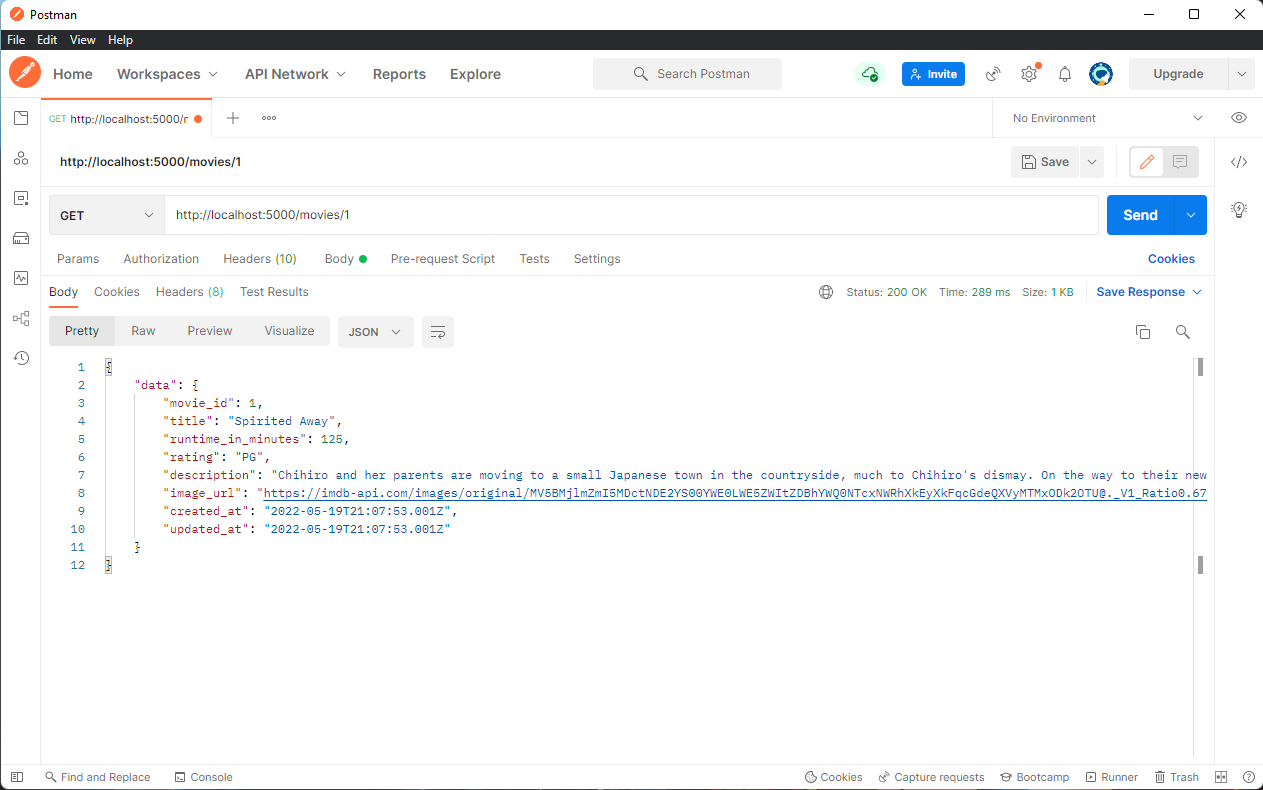 Postman
File Edit View Help
Home Workspaces API Network Reports Explore Search Postman Invite Upgrade
GET http://localhost:5000/ No Environment
http://localhost:5000/movies/1 Save
GET http://localhost:5000/movies/1 Send
Params Authorization Headers (10) Body Pre-request Script Tests Settings Cookies
Body Cookies Headers (8) Test Results Status: 200 OK Time: 289 ms Size: 1 KB Save Response
Pretty Raw Preview Visualize JSON
1 {
2 "data": {
3 "movie_id": 1,
4 "title": "Spirited Away",
5 "runtime_in_minutes": 125,
6 "rating": "PG",
7 "description": "Chihiro and her parents are moving to a small Japanese town in the countryside, much to Chihiro's dismay. On the way to their new
8 "image_url": "https://imdb-api.com/images/original/MV5BMjlmZmI5MDctNDE2YS00YWE0LWE5ZWItZDBhYWQ0NTcxNWRhXkEyXkFqcGdeQXVyMTMxODk2OTU@._V1_Ratio0.67
9 "created_at": "2022-05-19T21:07:53.001Z",
10 "updated_at": "2022-05-19T21:07:53.001Z"
11 }
12 }
Find and Replace Console Cookies Capture requests Bootcamp Runner Trash